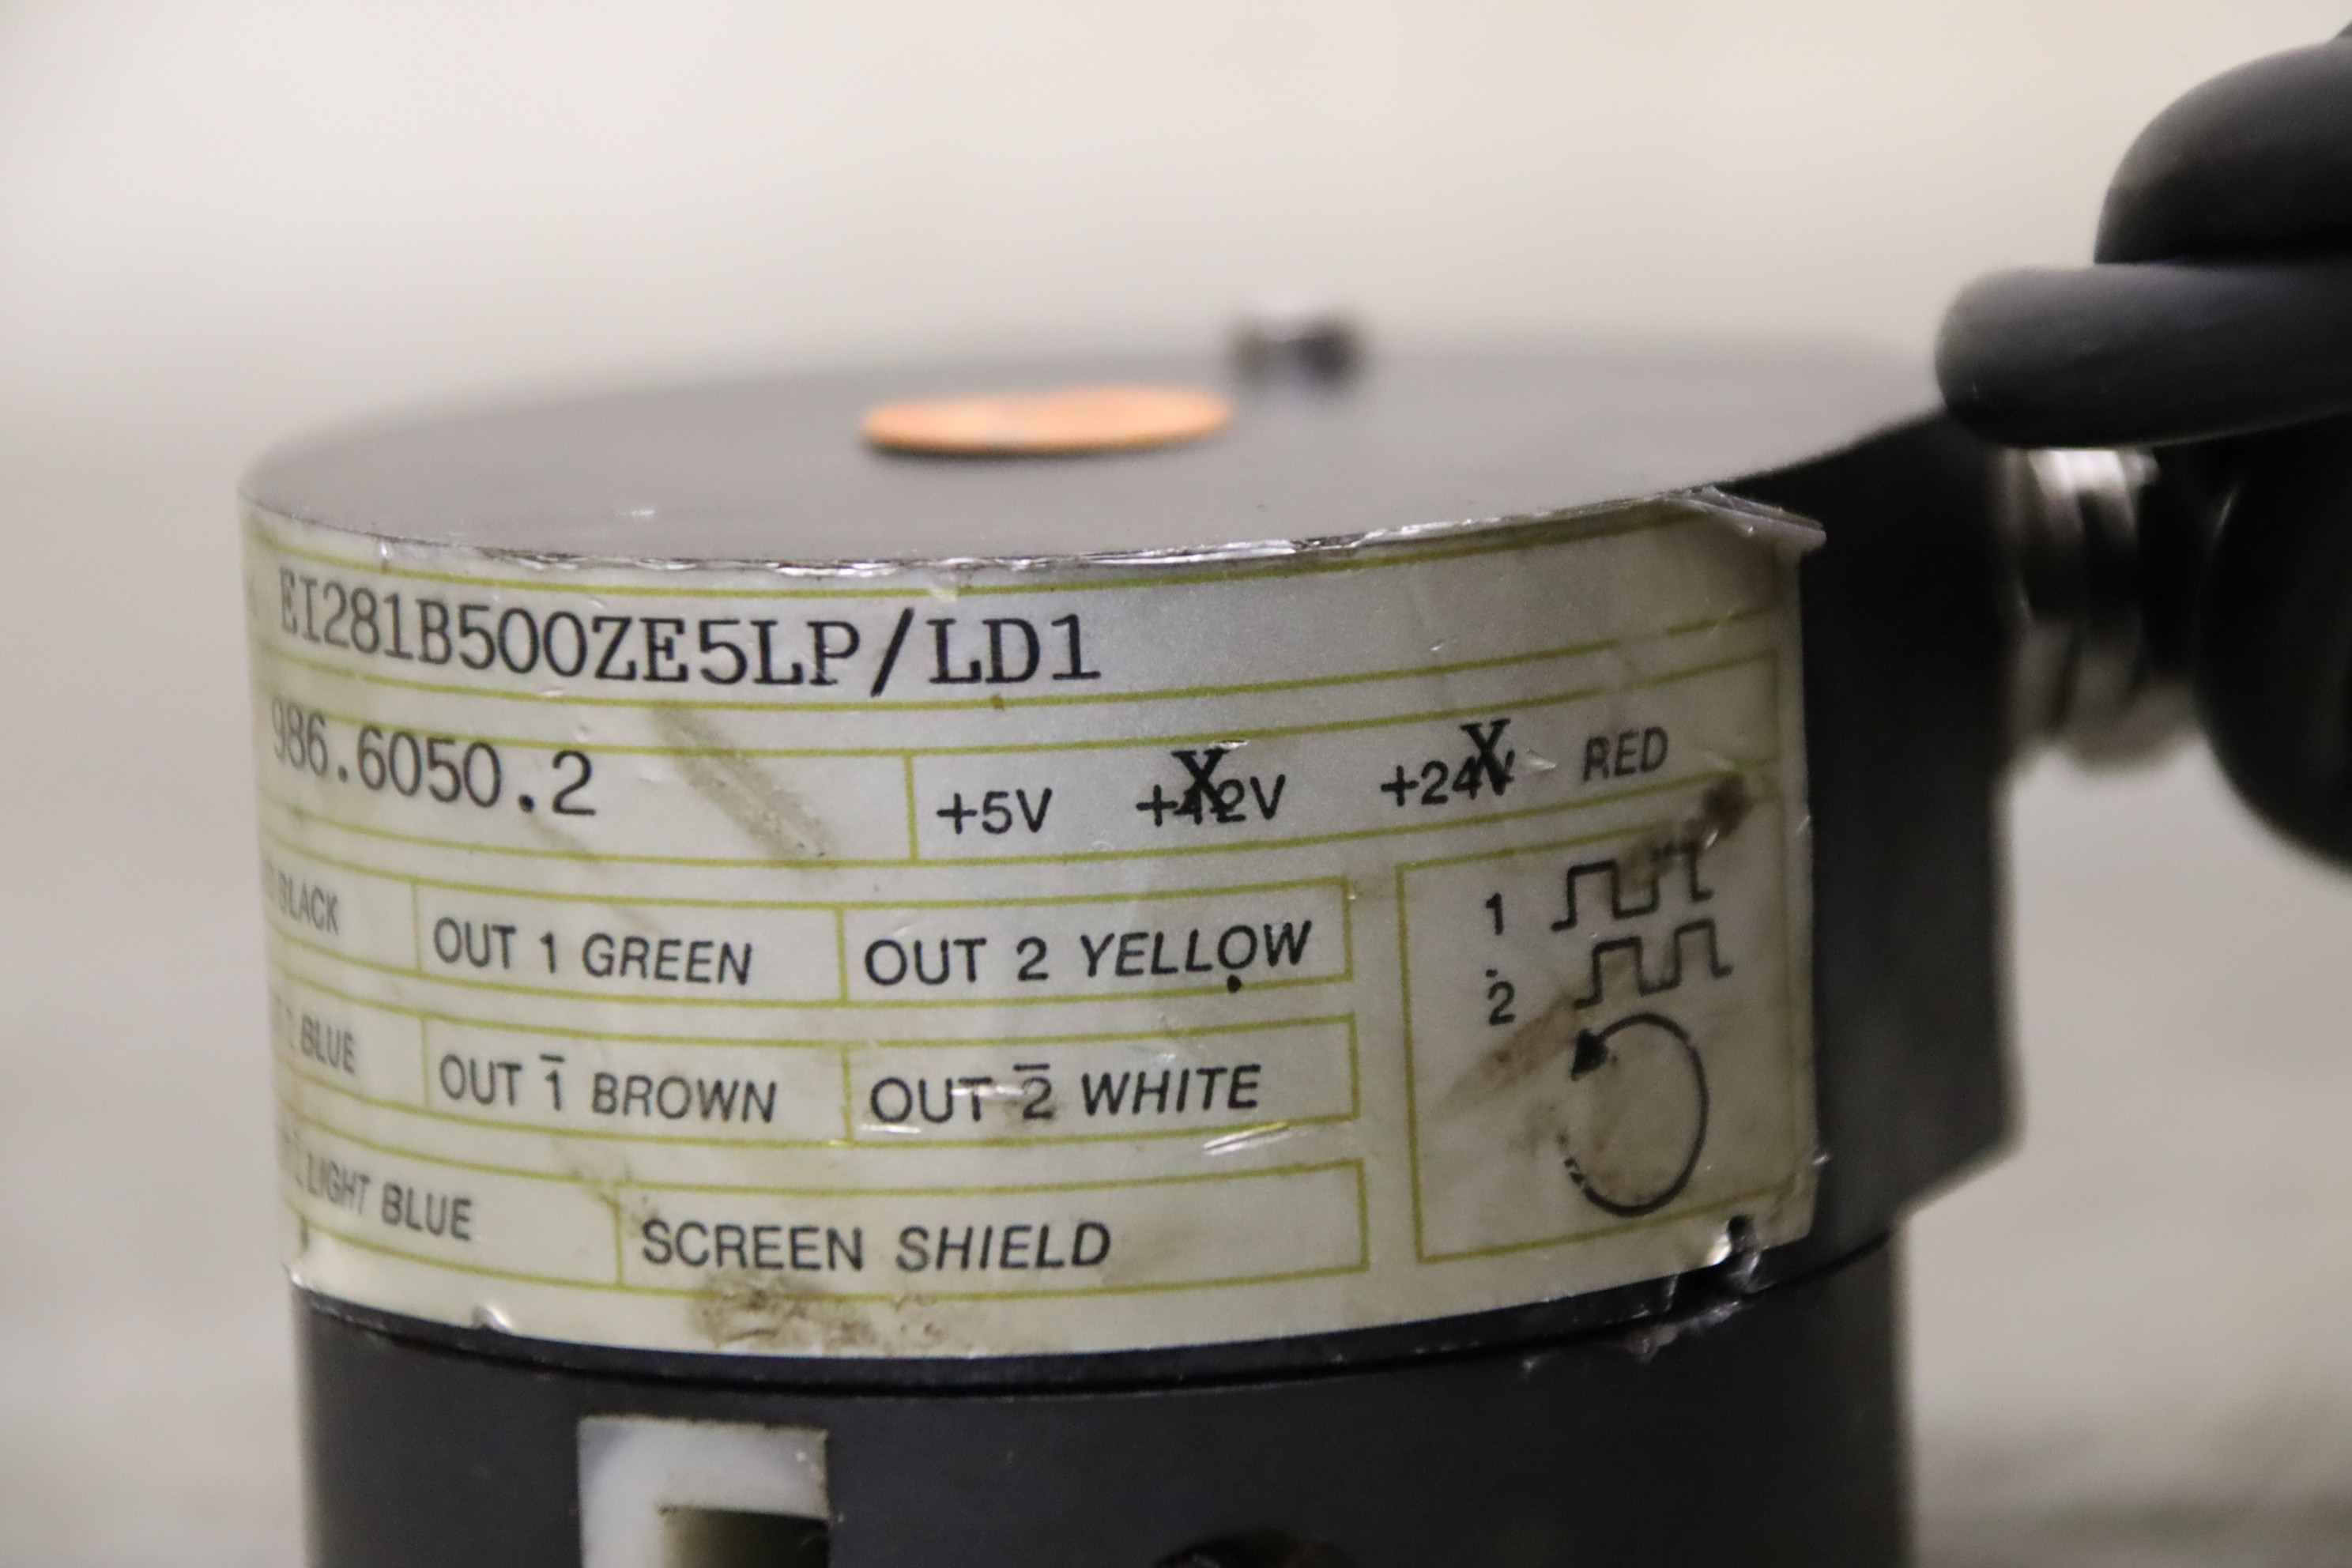 EI281B500ZE5LP/LD1
986.6050.2
+5V +12V X +24V X RED
BLACK OUT 1 GREEN OUT 2 YELLOW
BLUE OUT 1̄ BROWN OUT 2̄ WHITE
LIGHT BLUE SCREEN SHIELD
1
2